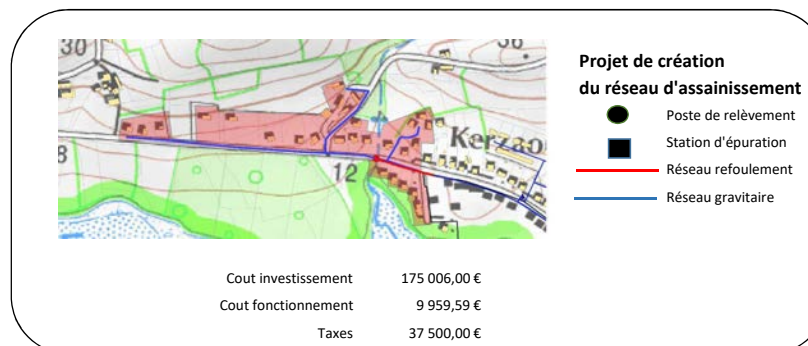 30
36
Projet de création
du réseau d'assainissement
Poste de relèvement
Station d'épuration
Réseau refoulement
Réseau gravitaire
8
12
Cout investissement 175 006,00 €
Cout fonctionnement 9 959,59 €
Taxes 37 500,00 €